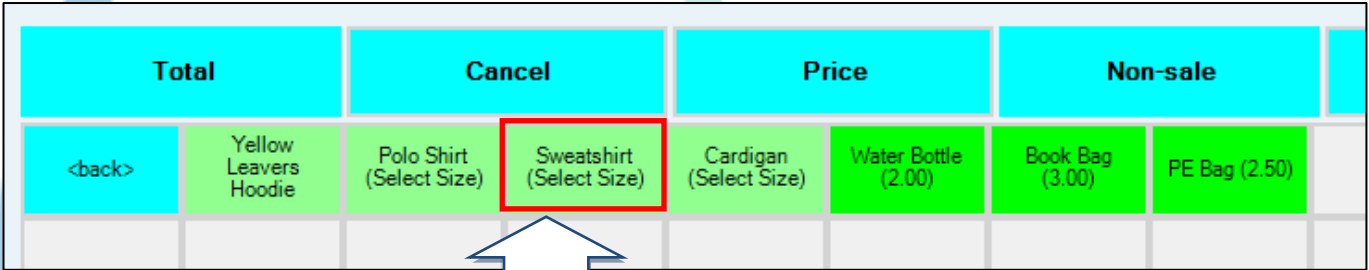 Total
Cancel
Price
Non-sale
<back>
Yellow
Leavers
Hoodie
Polo Shirt
(Select Size)
Sweatshirt
(Select Size)
Cardigan
(Select Size)
Water Bottle
(2.00)
Book Bag
(3.00)
PE Bag (2.50)